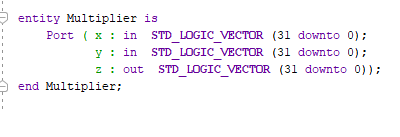 entity Multiplier is
Port ( x : in STD_LOGIC_VECTOR (31 downto 0);
y : in STD_LOGIC_VECTOR (31 downto 0);
z : out STD_LOGIC_VECTOR (31 downto 0));
end Multiplier;